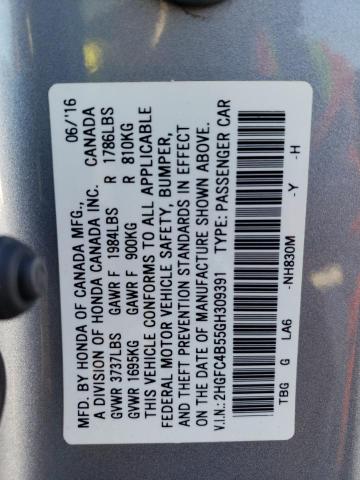 MFD. BY HONDA OF CANADA MFG., 06/'16
A DIVISION OF HONDA CANADA INC. CANADA
GVWR 3737LBS GAWR F 1984LBS R 1786LBS
GVWR 1695KG GAWR F 900KG R 810KG
THIS VEHICLE CONFORMS TO ALL APPLICABLE
FEDERAL MOTOR VEHICLE SAFETY, BUMPER,
AND THEFT PREVENTION STANDARDS IN EFFECT
ON THE DATE OF MANUFACTURE SHOWN ABOVE.
V.I.N.: 2HGFC4B55GH309391 TYPE: PASSENGER CAR
TBG G LA6 -NH830M -Y -H